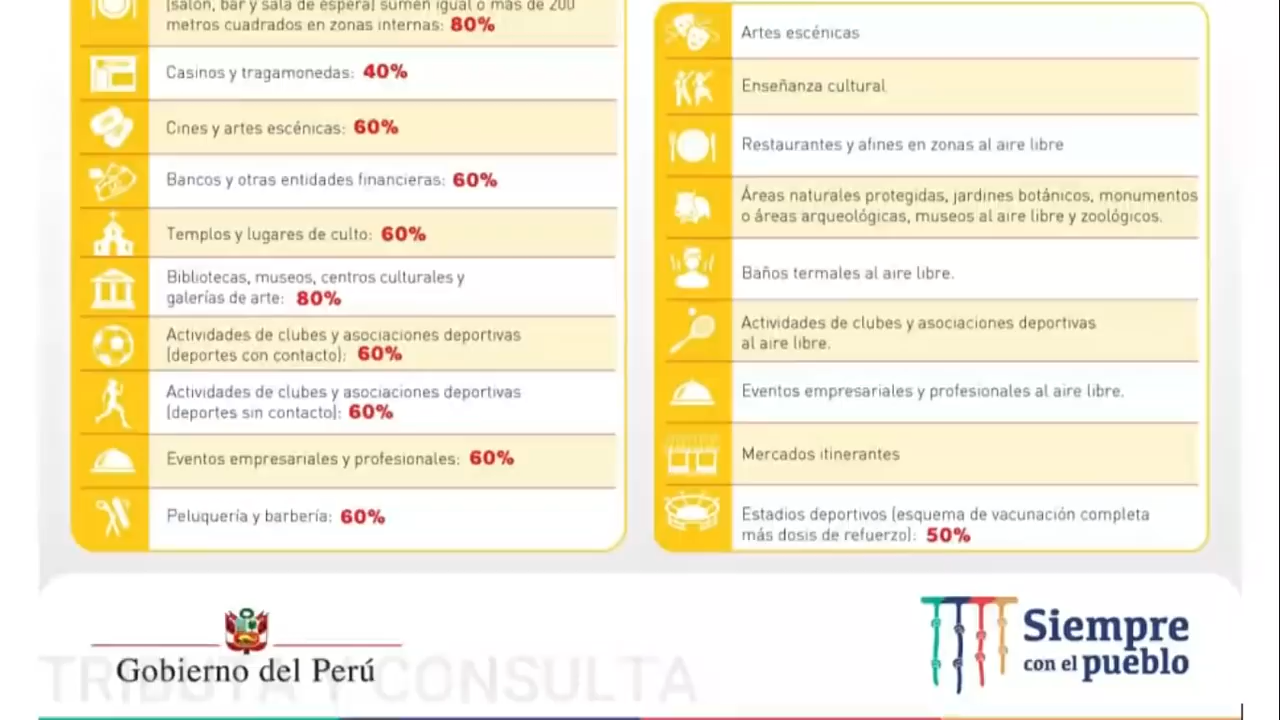 (salón, bar y sala de espera) sumen igual o más de 200
metros cuadrados en zonas internas: 80%
Casinos y tragamonedas: 40%
Cines y artes escénicas: 60%
Bancos y otras entidades financieras: 60%
Templos y lugares de culto: 60%
Bibliotecas, museos, centros culturales y
galerías de arte: 80%
Actividades de clubes y asociaciones deportivas
(deportes con contacto): 60%
Actividades de clubes y asociaciones deportivas
(deportes sin contacto): 60%
Eventos empresariales y profesionales: 60%
Peluquería y barbería: 60%
Artes escénicas
Enseñanza cultural
Restaurantes y afines en zonas al aire libre
Áreas naturales protegidas, jardines botánicos, monumentos
o áreas arqueológicas, museos al aire libre y zoológicos.
Baños termales al aire libre.
Actividades de clubes y asociaciones deportivas
al aire libre.
Eventos empresariales y profesionales al aire libre.
Mercados itinerantes
Estadios deportivos (esquema de vacunación completa
más dosis de refuerzo): 50%
Gobierno del Perú
TRIBUTA Y CONSULTA
Siempre
con el pueblo